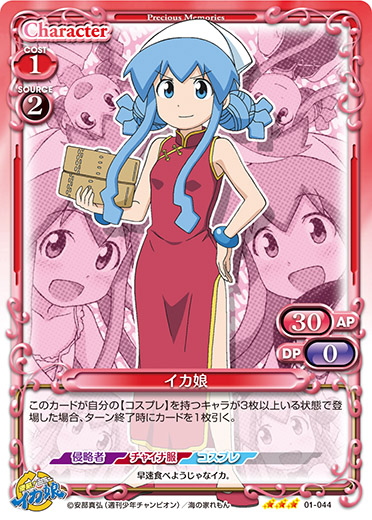 Precious Memories
Character
COST
1
SOURCE
2
30 AP
DP 0
イカ娘
このカードが自分の【コスプレ】を持つキャラが3枚以上いる状態で登
場した場合、ターン終了時にカードを1枚引く。
侵略者 チャイナ服 コスプレ
早速食べようじゃなイカ。
イカ娘
©安部真弘(週刊少年チャンピオン)/海の家れもん
01-044